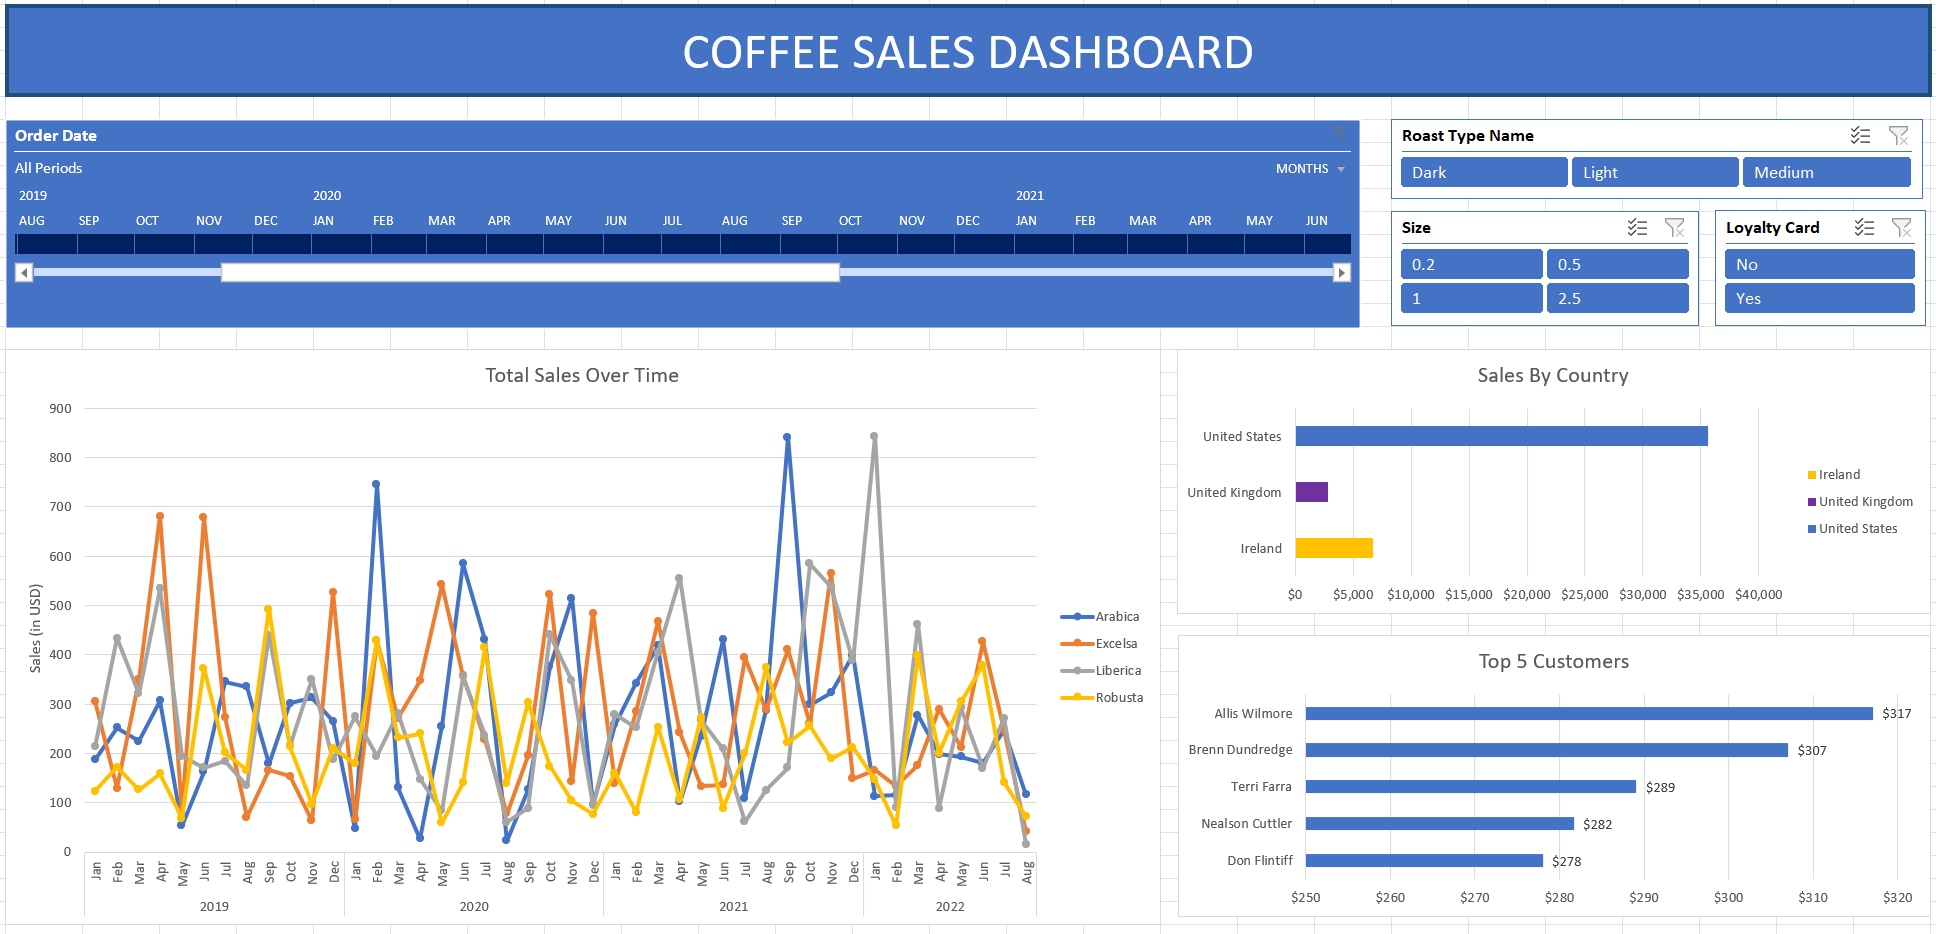 COFFEE SALES DASHBOARD
Order Date
All Periods
MONTHS
2019 2020 2021
AUG SEP OCT NOV DEC JAN FEB MAR APR MAY JUN JUL AUG SEP OCT NOV DEC JAN FEB MAR APR MAY JUN
Roast Type Name
Dark Light Medium
Size
0.2 0.5
1 2.5
Loyalty Card
No
Yes
Total Sales Over Time
Sales (in USD)
900
800
700
600
500
400
300
200
100
0
Jan Feb Mar Apr May Jun Jul Aug Sep Oct Nov Dec Jan Feb Mar Apr May Jun Jul Aug Sep Oct Nov Dec Jan Feb Mar Apr May Jun Jul Aug Sep Oct Nov Dec Jan Feb Mar Apr May Jun Jul Aug
2019 2020 2021 2022
Arabica
Excelsa
Liberica
Robusta
Sales By Country
United States
United Kingdom
Ireland
$0 $5,000 $10,000 $15,000 $20,000 $25,000 $30,000 $35,000 $40,000
Ireland
United Kingdom
United States
Top 5 Customers
Allis Wilmore $317
Brenn Dundredge $307
Terri Farra $289
Nealson Cuttler $282
Don Flintiff $278
$250 $260 $270 $280 $290 $300 $310 $320